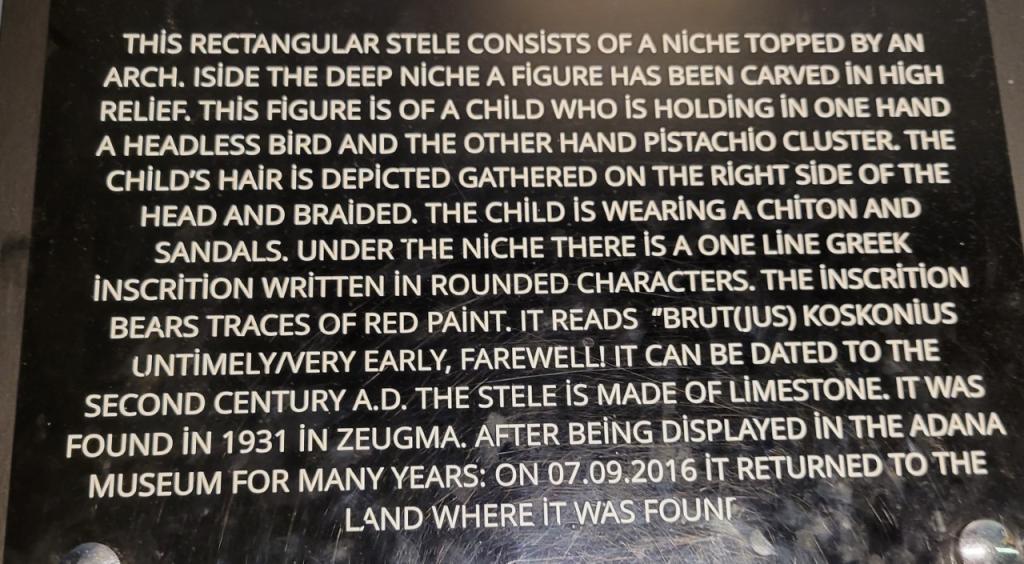 THİS RECTANGULAR STELE CONSİSTS OF A NİCHE TOPPED BY AN
ARCH. ISİDE THE DEEP NİCHE A FİGURE HAS BEEN CARVED İN HİGH
RELİEF. THİS FİGURE İS OF A CHİLD WHO İS HOLDİNG İN ONE HAND
A HEADLESS BİRD AND THE OTHER HAND PİSTACHİO CLUSTER. THE
CHİLD'S HAİR İS DEPİCTED GATHERED ON THE RİGHT SİDE OF THE
HEAD AND BRAİDED. THE CHİLD İS WEARİNG A CHİTON AND
SANDALS. UNDER THE NİCHE THERE İS A ONE LİNE GREEK
İNSCRİTİON WRİTTEN İN ROUNDED CHARACTERS. THE İNSCRİTİON
BEARS TRACES OF RED PAİNT. IT READS "BRUT(JUS) KOSKONİUS
UNTİMELY/VERY EARLY, FAREWELL! IT CAN BE DATED TO THE
SECOND CENTURY A.D. THE STELE İS MADE OF LİMESTONE. IT WAS
FOUND İN 1931 İN ZEUGMA. AFTER BEİNG DİSPLAYED İN THE ADANA
MUSEUM FOR MANY YEARS: ON 07.09.2016 İT RETURNED TO THE
LAND WHERE İT WAS FOUND